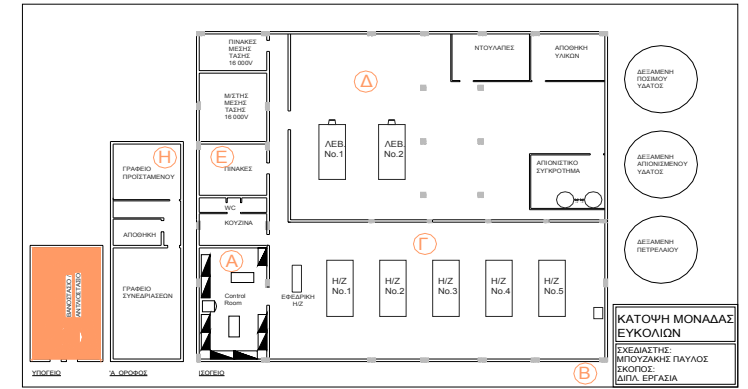 ΠΙΝΑΚΕΣ
ΜΕΣΗΣ
ΤΑΣΗΣ
16 000V
ΝΤΟΥΛΑΠΕΣ
ΑΠΟΘΗΚΗ
ΥΛΙΚΩΝ
ΔΕΞΑΜΕΝΗ
ΠΟΣΙΜΟΥ
ΥΔΑΤΟΣ
Δ
Μ/ΣΤΗΣ
ΜΕΣΗΣ
ΤΑΣΗΣ
16 000V
ΛΕΒ.
No.1
ΛΕΒ.
No.2
Η
Ε
ΓΡΑΦΕΙΟ
ΠΡΟΪΣΤΑΜΕΝΟΥ
ΠΙΝΑΚΕΣ
ΑΠΙΟΝΙΣΤΙΚΟ
ΣΥΓΚΡΟΤΗΜΑ
ΔΕΞΑΜΕΝΗ
ΑΠΙΟΝΙΣΜΕΝΟΥ
ΥΔΑΤΟΣ
WC
ΚΟΥΖΙΝΑ
ΑΠΟΘΗΚΗ
Γ
ΔΕΞΑΜΕΝΗ
ΠΕΤΡΕΛΑΙΟΥ
Α
ΓΡΑΦΕΙΟ
ΣΥΝΕΔΡΙΑΣΕΩΝ
Control
Room
ΕΦΕΔΡΙΚΗ
Η/Ζ
Η/Ζ
No.1
Η/Ζ
No.2
Η/Ζ
No.3
Η/Ζ
No.4
Η/Ζ
No.5
ΚΑΤΟΨΗ ΜΟΝΑΔΑΣ
ΕΥΚΟΛΙΩΝ
ΣΧΕΔΙΑΣΤΗΣ:
ΜΠΟΥΖΑΚΗΣ ΠΑΥΛΟΣ
ΣΚΟΠΟΣ:
ΔΙΠΛ. ΕΡΓΑΣΙΑ
Β
ΥΠΟΓΕΙΟ
'Α ΟΡΟΦΟΣ
ΙΣΟΓΕΙΟ